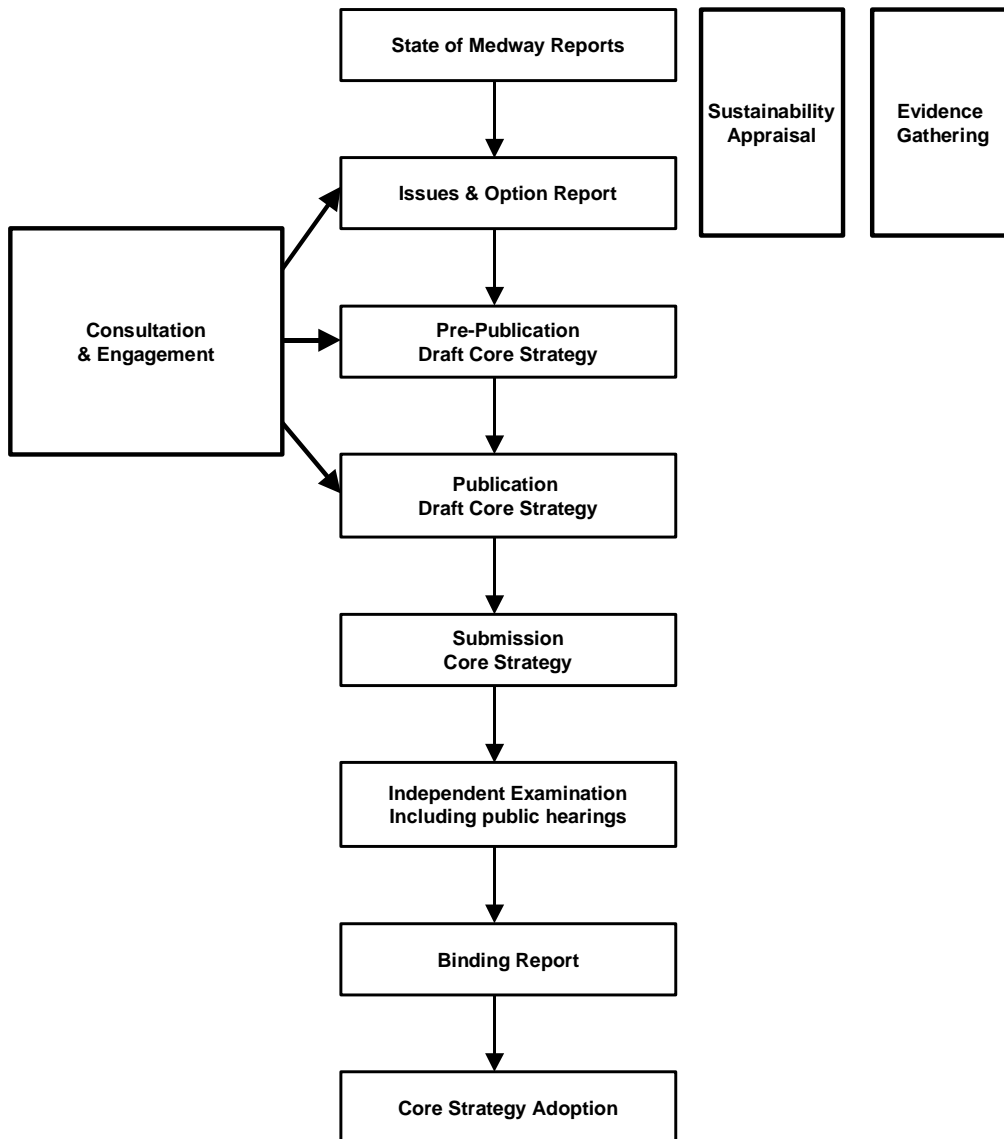 State of Medway Reports
Sustainability
Appraisal
Evidence
Gathering
Issues & Option Report
Consultation
& Engagement
Pre-Publication
Draft Core Strategy
Publication
Draft Core Strategy
Submission
Core Strategy
Independent Examination
Including public hearings
Binding Report
Core Strategy Adoption